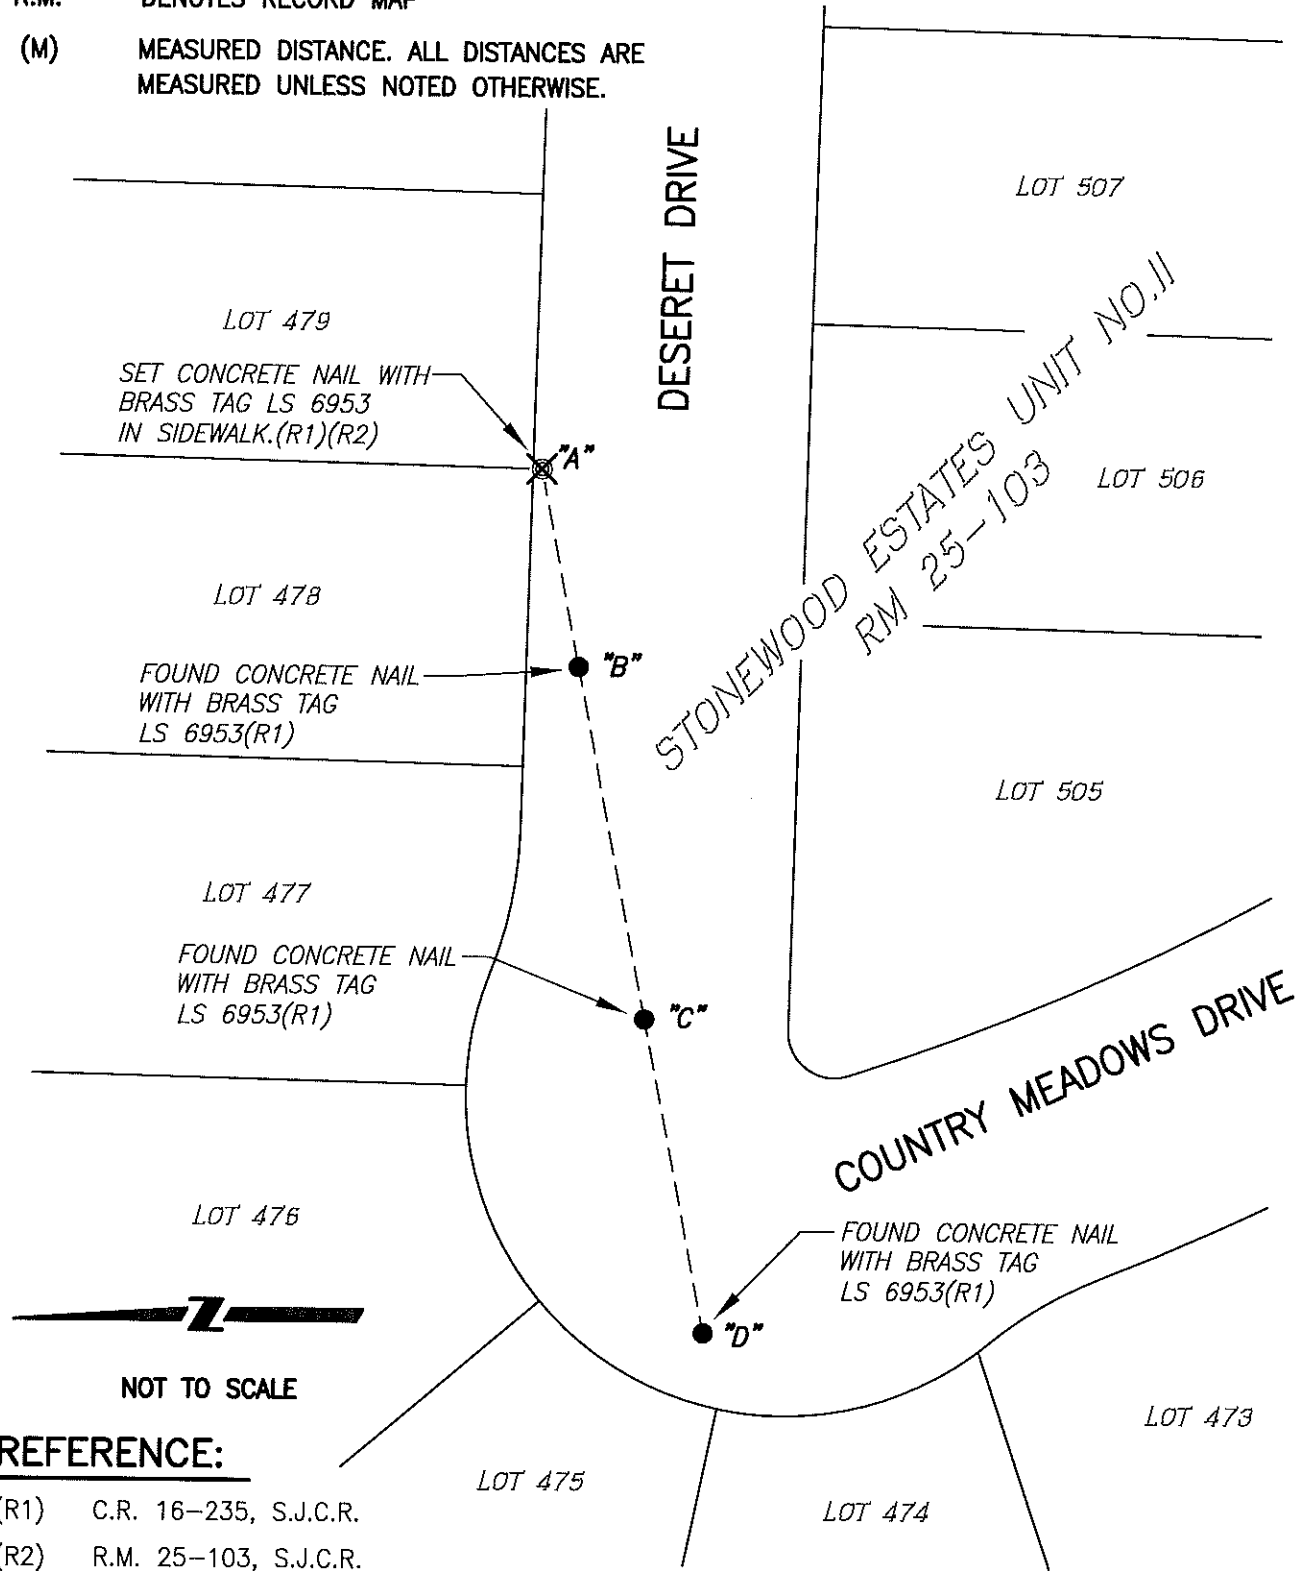 R.M. DENOTES RECORD MAP
(M) MEASURED DISTANCE. ALL DISTANCES ARE
MEASURED UNLESS NOTED OTHERWISE.
DESERET DRIVE
LOT 507
LOT 479
SET CONCRETE NAIL WITH
BRASS TAG LS 6953
IN SIDEWALK.(R1)(R2)
"A"
STONEWOOD ESTATES UNIT NO.11
RM 25-103
LOT 506
LOT 478
FOUND CONCRETE NAIL
WITH BRASS TAG
LS 6953(R1)
"B"
LOT 505
LOT 477
FOUND CONCRETE NAIL
WITH BRASS TAG
LS 6953(R1)
"C"
COUNTRY MEADOWS DRIVE
LOT 476
FOUND CONCRETE NAIL
WITH BRASS TAG
LS 6953(R1)
"D"
Z
NOT TO SCALE
LOT 473
REFERENCE:
LOT 475
(R1) C.R. 16-235, S.J.C.R.
LOT 474
(R2) R.M. 25-103, S.J.C.R.